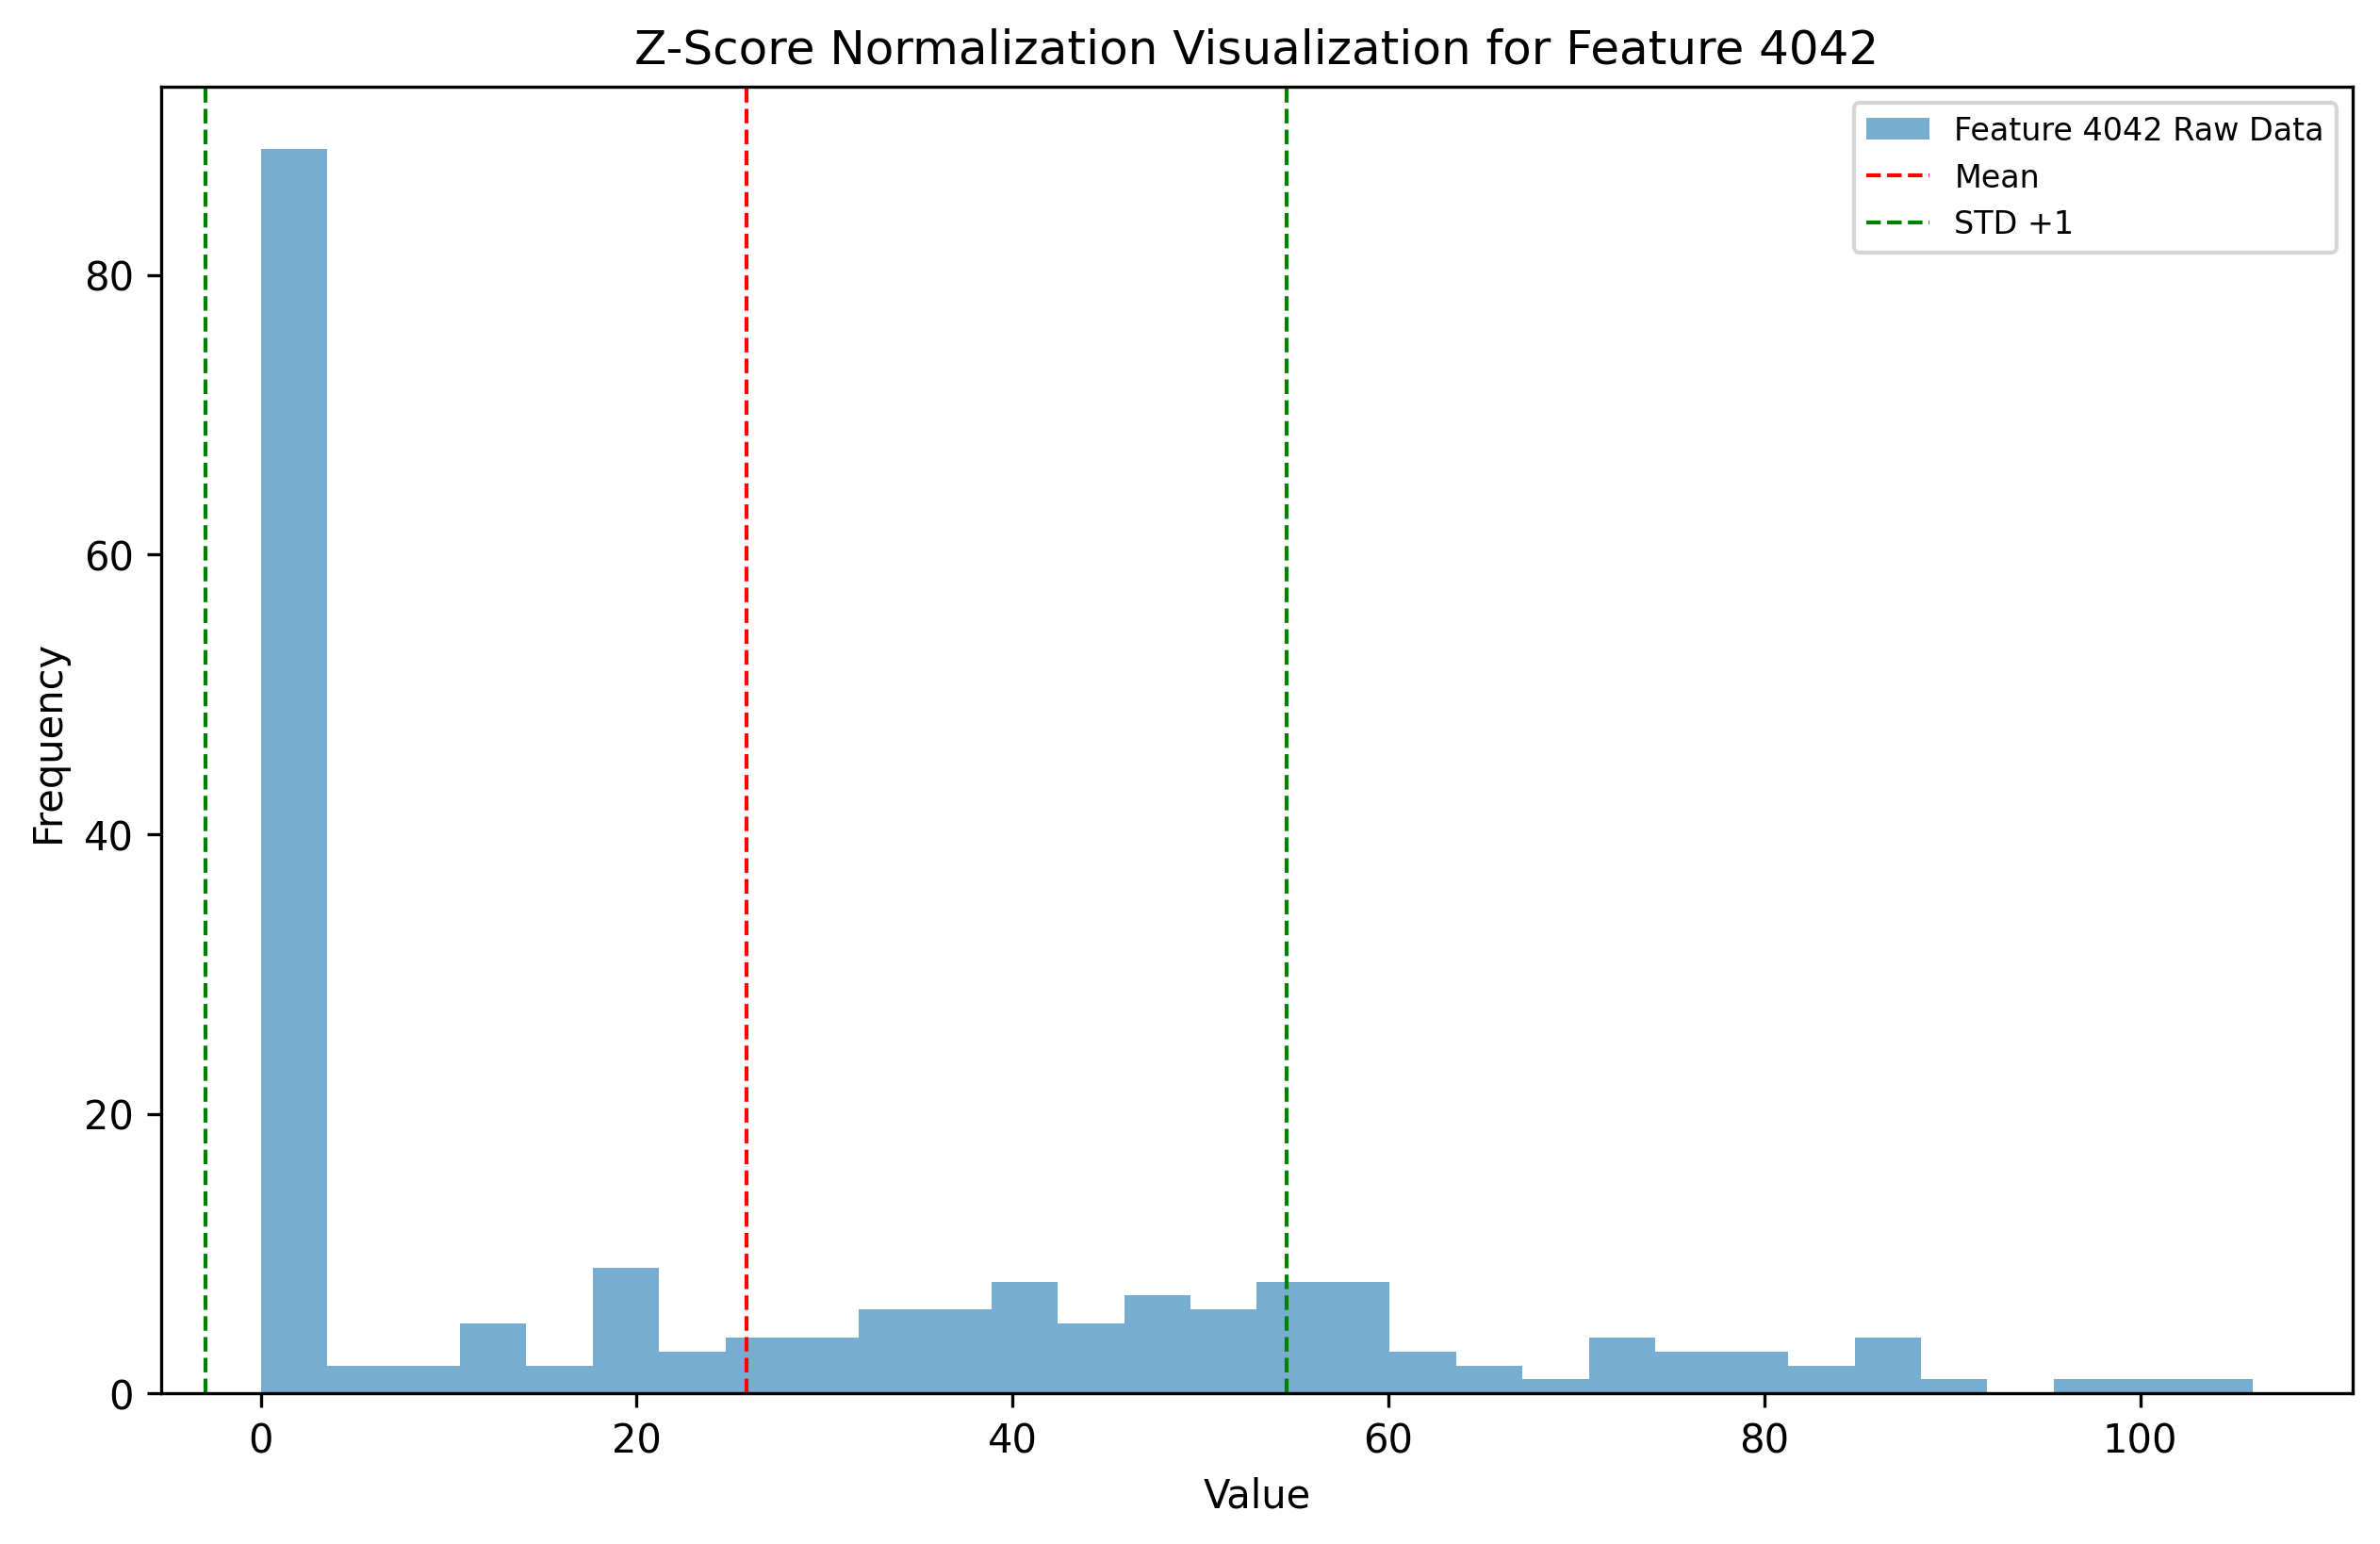 Z-Score Normalization Visualization for Feature 4042
Feature 4042 Raw Data
Mean
STD +1
80
60
40
20
0
Frequency
0 20 40 60 80 100
Value